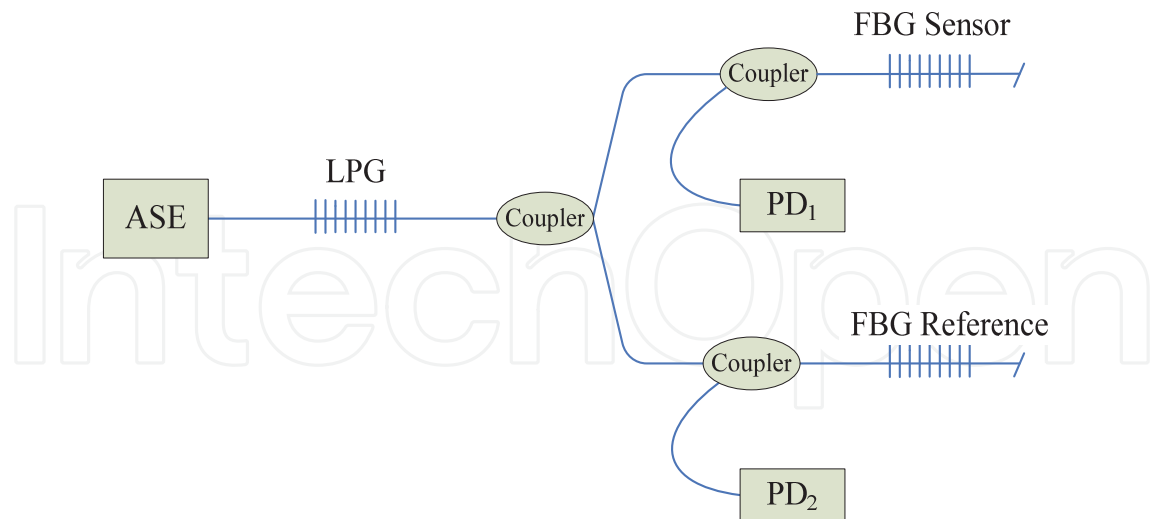 FBG Sensor
Coupler
LPG
ASE
Coupler
PD₁
FBG Reference
Coupler
PD₂
IntechOpen